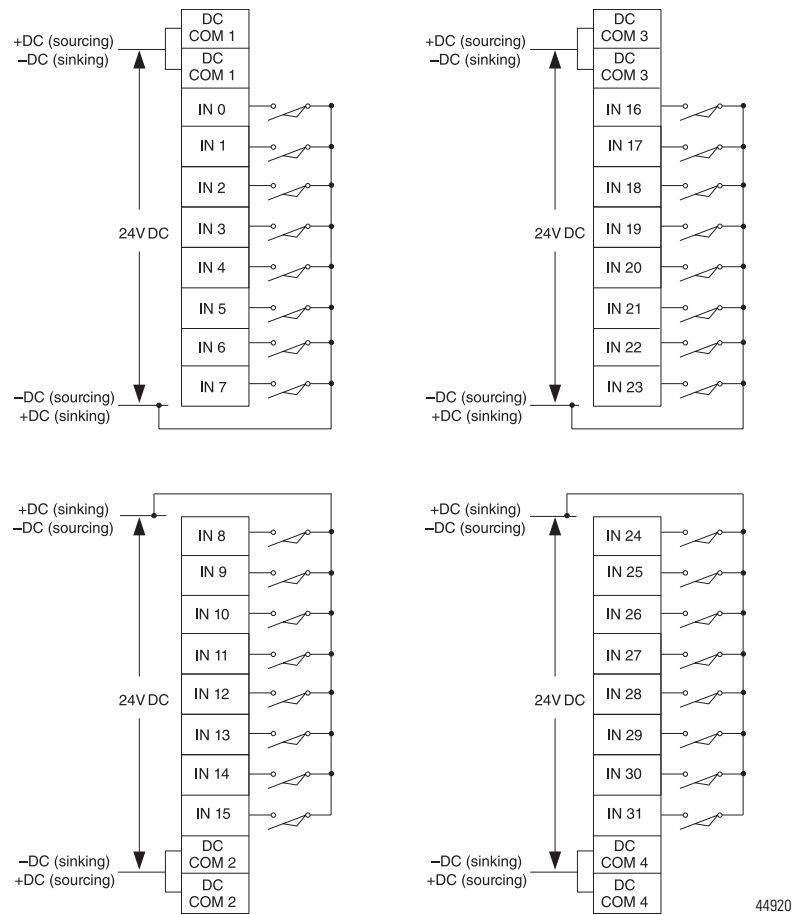 DC
COM 1
+DC (sourcing)
–DC (sinking)
DC
COM 1
IN 0
IN 1
IN 2
24V DC
IN 3
IN 4
IN 5
IN 6
IN 7
–DC (sourcing)
+DC (sinking)
DC
COM 3
+DC (sourcing)
–DC (sinking)
DC
COM 3
IN 16
IN 17
IN 18
24V DC
IN 19
IN 20
IN 21
IN 22
IN 23
–DC (sourcing)
+DC (sinking)
+DC (sinking)
–DC (sourcing)
IN 8
IN 9
IN 10
IN 11
24V DC
IN 12
IN 13
IN 14
IN 15
DC
COM 2
–DC (sinking)
+DC (sourcing)
DC
COM 2
+DC (sinking)
–DC (sourcing)
IN 24
IN 25
IN 26
IN 27
24V DC
IN 28
IN 29
IN 30
IN 31
DC
COM 4
–DC (sinking)
+DC (sourcing)
DC
COM 4
44920